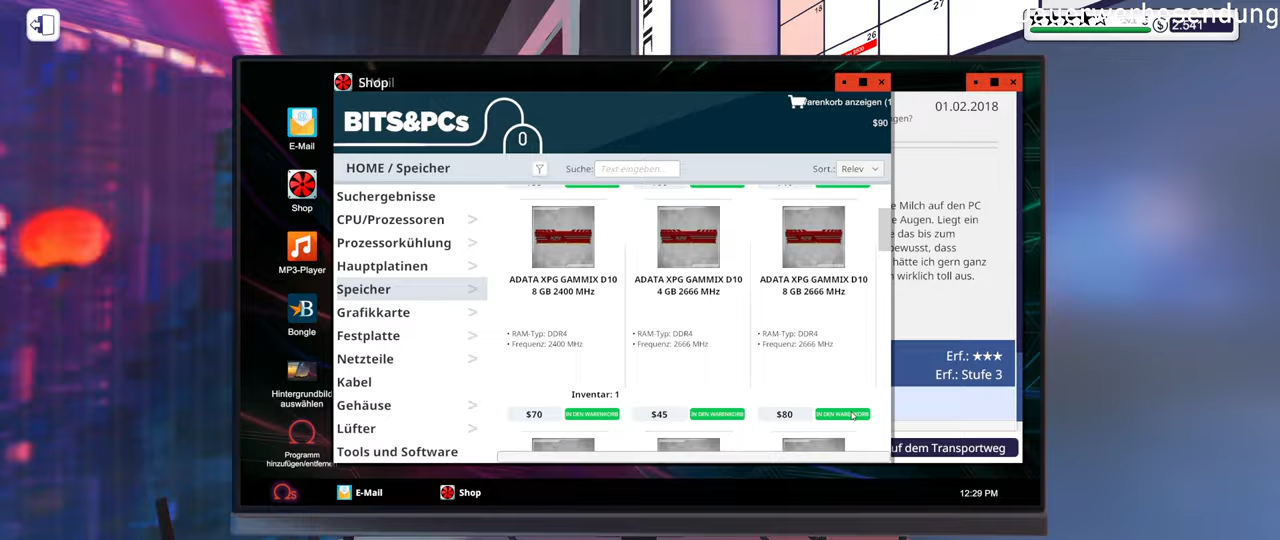 18
27
26
2.541
Shop
01.02.2018
BITS&PCs
Warenkorb anzeigen (1
$90
HOME / Speicher
Suche:
Text eingeben...
Sort.:
Relev
E-Mail
Shop
MP3-Player
Bongle
Hintergrundbild
auswählen
Programm
hinzufügen/entfernen
Suchergebnisse
CPU/Prozessoren >
Prozessorkühlung >
Hauptplatinen >
Speicher >
Grafikkarte >
Festplatte >
Netzteile >
Kabel
Gehäuse >
Lüfter >
Tools und Software
ADATA XPG GAMMIX D10
8 GB 2400 MHz
• RAM-Typ: DDR4
• Frequenz: 2400 MHz
Inventar: 1
$70
IN DEN WARENKORB
ADATA XPG GAMMIX D10
4 GB 2666 MHz
• RAM-Typ: DDR4
• Frequenz: 2666 MHz
$45
IN DEN WARENKORB
ADATA XPG GAMMIX D10
8 GB 2666 MHz
• RAM-Typ: DDR4
• Frequenz: 2666 MHz
$80
IN DEN WARENKORB
gen?
e Milch auf den PC
e Augen. Liegt ein
e das bis zum
ewusst, dass
hätte ich gern ganz
n wirklich toll aus.
Erf.: ★★★
Erf.: Stufe 3
uf dem Transportweg
E-Mail
Shop
12:29 PM